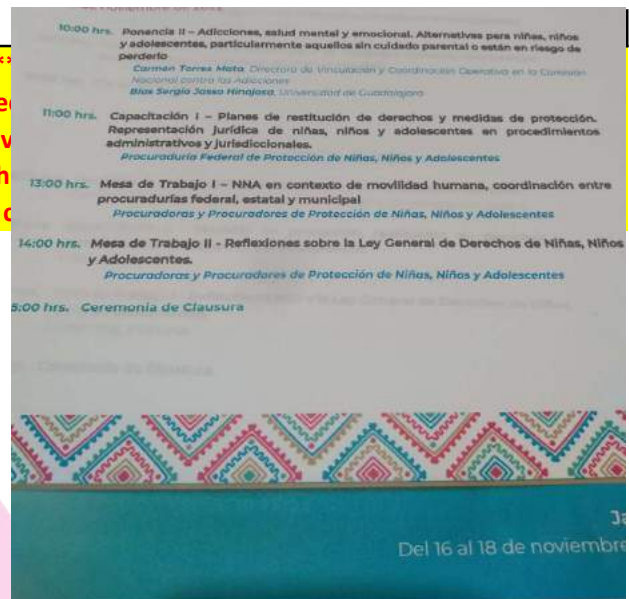 10:00 hrs. Ponencia II – Adicciones, salud mental y emocional. Alternativas para niñas, niños
y adolescentes, particularmente aquellos sin cuidado parental o están en riesgo de
perderlo
Carmen Torres Mata, Directora de Vinculación y Coordinación Operativa en la Comisión
Nacional contra las Adicciones
Blas Sergio Jasso Hinojosa, Universidad de Guadalajara
11:00 hrs. Capacitación I – Planes de restitución de derechos y medidas de protección.
Representación jurídica de niñas, niños y adolescentes en procedimientos
administrativos y jurisdiccionales.
Procuraduría Federal de Protección de Niñas, Niños y Adolescentes
13:00 hrs. Mesa de Trabajo I – NNA en contexto de movilidad humana, coordinación entre
procuradurías federal, estatal y municipal
Procuradoras y Procuradores de Protección de Niñas, Niños y Adolescentes
14:00 hrs. Mesa de Trabajo II - Reflexiones sobre la Ley General de Derechos de Niñas, Niños
y Adolescentes.
Procuradoras y Procuradores de Protección de Niñas, Niños y Adolescentes
5:00 hrs. Ceremonia de Clausura
Ja
Del 16 al 18 de noviembre